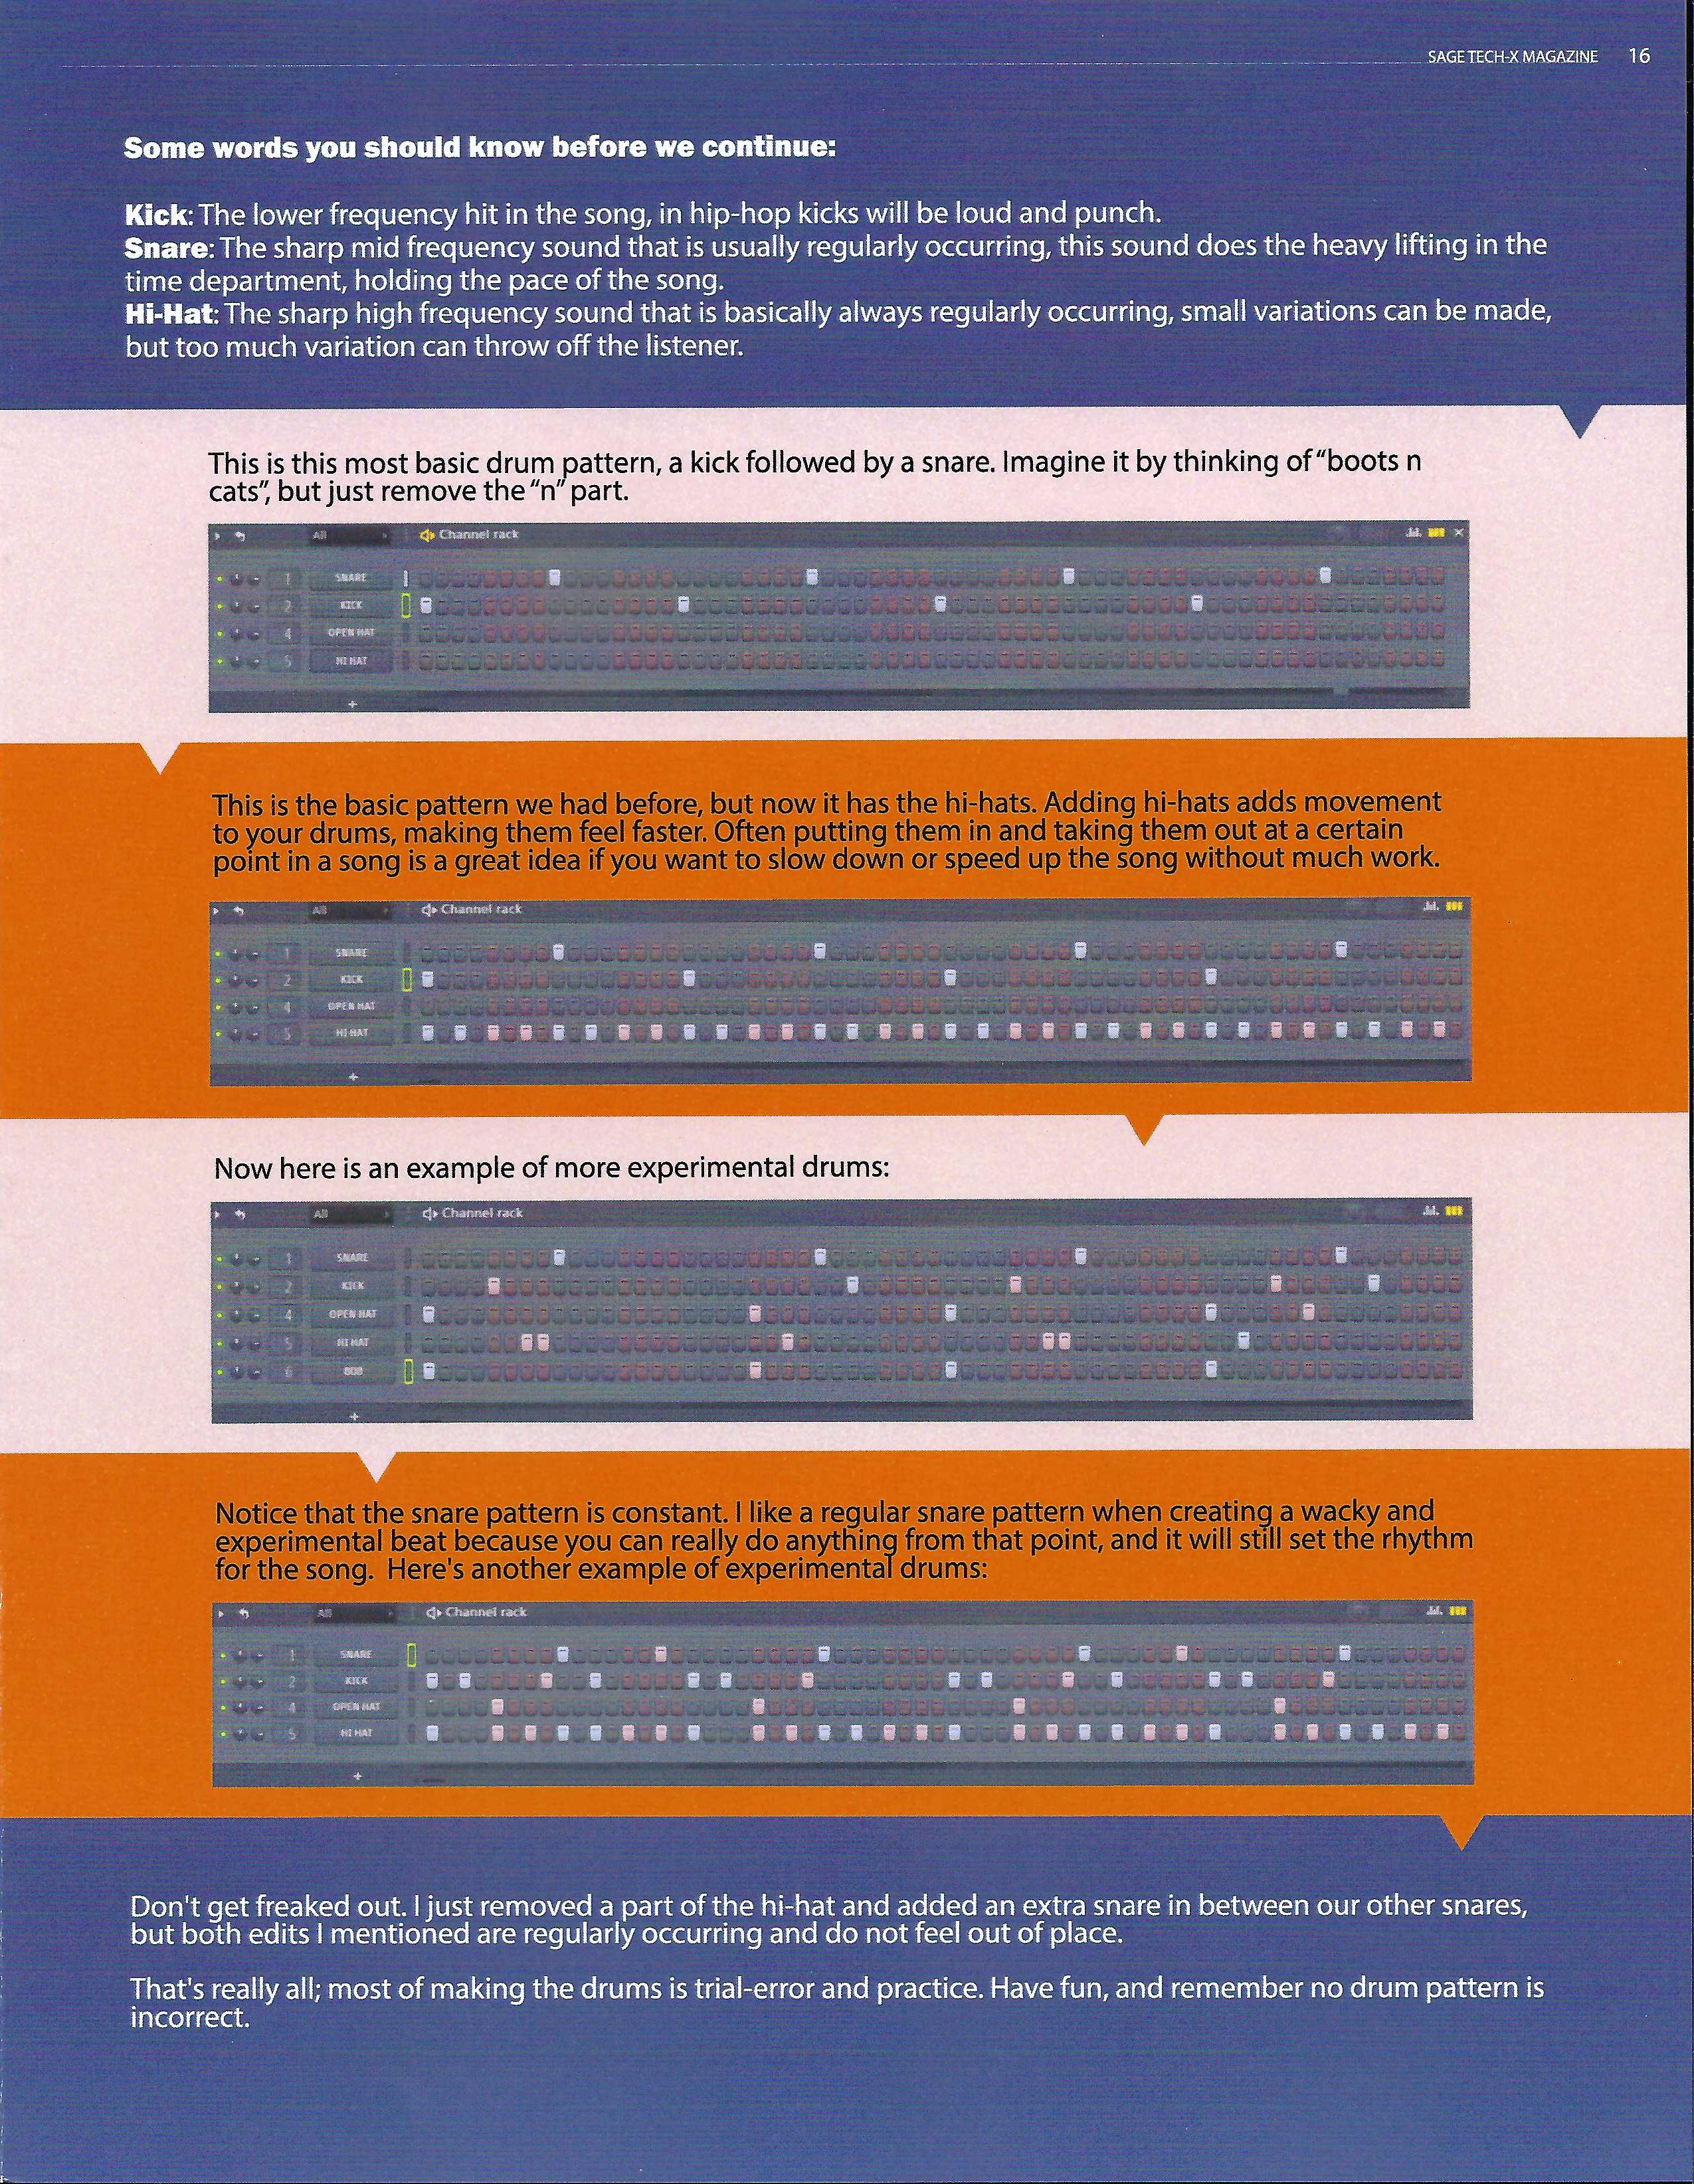 SAGE TECH-X MAGAZINE 16
Some words you should know before we continue:
Kick: The lower frequency hit in the song, in hip-hop kicks will be loud and punch.
Snare: The sharp mid frequency sound that is usually regularly occurring, this sound does the heavy lifting in the
time department, holding the pace of the song.
Hi-Hat: The sharp high frequency sound that is basically always regularly occurring, small variations can be made,
but too much variation can throw off the listener.
This is this most basic drum pattern, a kick followed by a snare. Imagine it by thinking of "boots n
cats", but just remove the "n" part.
All Channel rack
1 SNARE
2 KICK
4 OPEN HAT
5 HI HAT
+
This is the basic pattern we had before, but now it has the hi-hats. Adding hi-hats adds movement
to your drums, making them feel faster. Often putting them in and taking them out at a certain
point in a song is a great idea if you want to slow down or speed up the song without much work.
All Channel rack
1 SNARE
2 KICK
4 OPEN HAT
5 HI HAT
+
Now here is an example of more experimental drums:
All Channel rack
1 SNARE
2 KICK
4 OPEN HAT
5 HI HAT
6 808
+
Notice that the snare pattern is constant. I like a regular snare pattern when creating a wacky and
experimental beat because you can really do anything from that point, and it will still set the rhythm
for the song. Here's another example of experimental drums:
All Channel rack
1 SNARE
2 KICK
4 OPEN HAT
5 HI HAT
+
Don't get freaked out. I just removed a part of the hi-hat and added an extra snare in between our other snares,
but both edits I mentioned are regularly occurring and do not feel out of place.
That's really all; most of making the drums is trial-error and practice. Have fun, and remember no drum pattern is
incorrect.